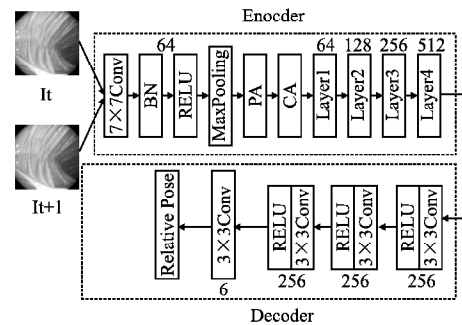 Enocder
64
64 128 256 512
It
7×7Conv
BN
RELU
MaxPooling
PA
CA
Layer1
Layer2
Layer3
Layer4
It+1
Relative Pose
3×3Conv
RELU
3×3Conv
RELU
3×3Conv
RELU
3×3Conv
6
256
256
256
Decoder